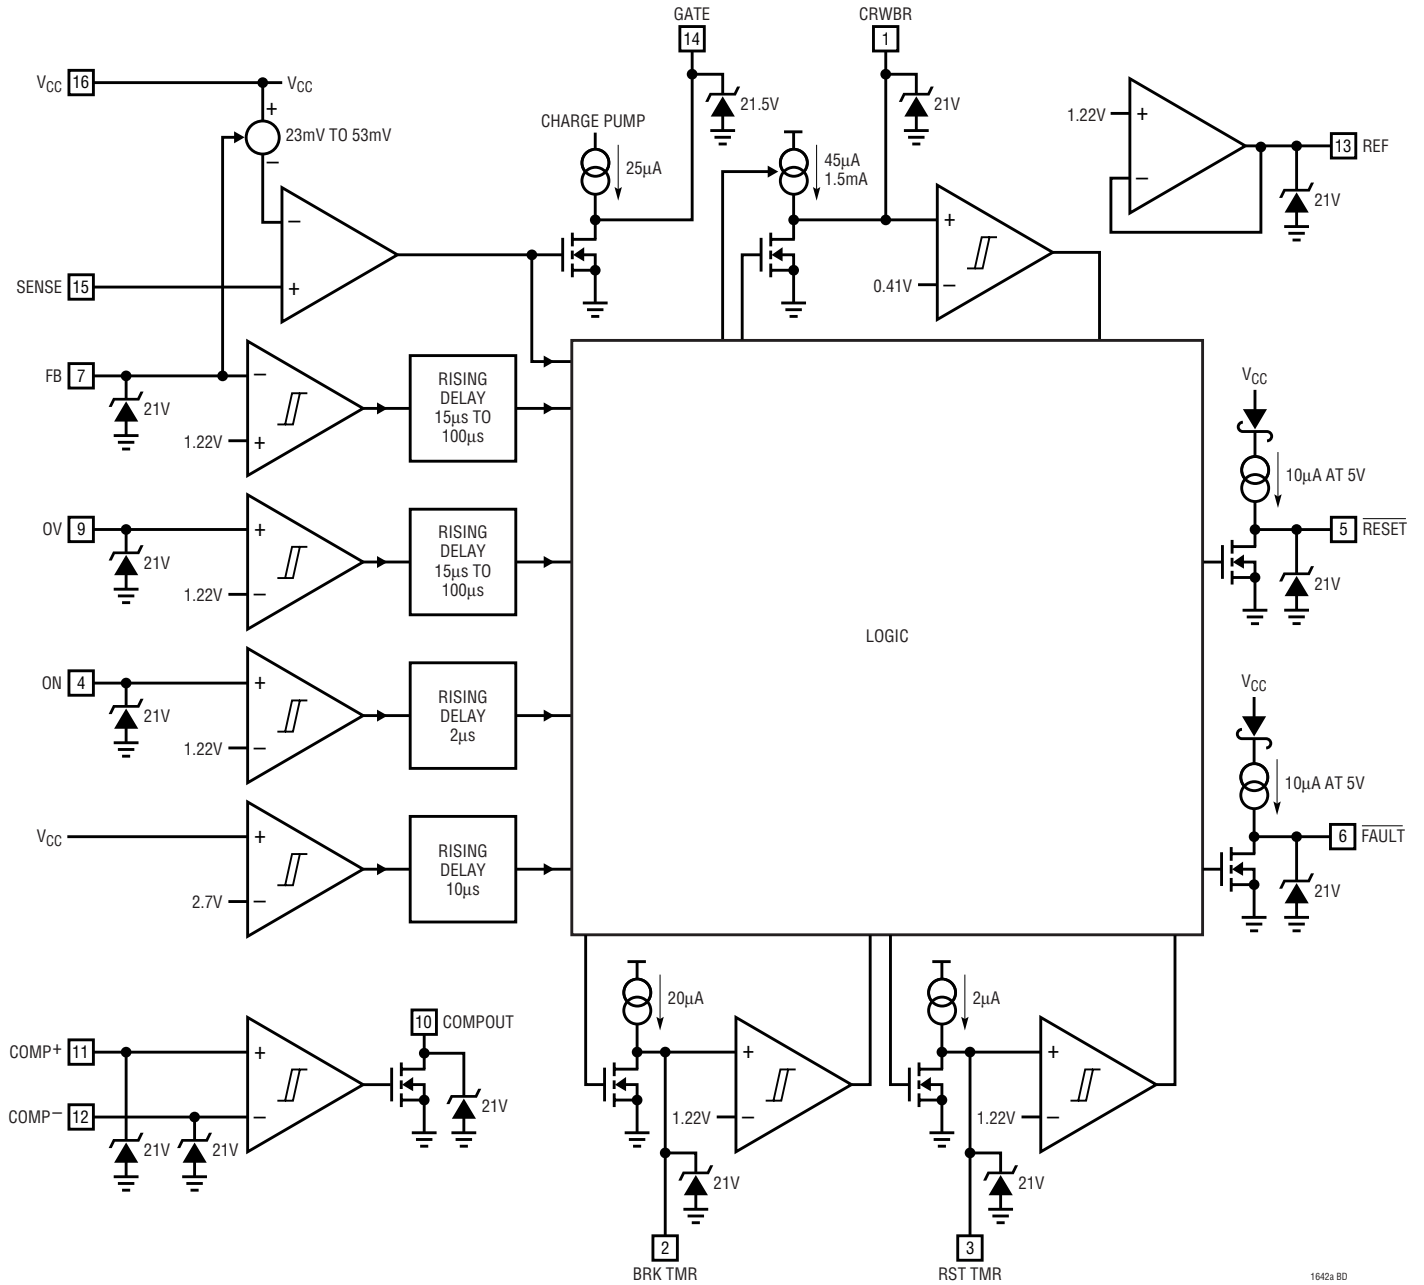 GATE
14
CRWBR
1
VCC 16
VCC
+
23mV TO 53mV
−
CHARGE PUMP
25µA
21.5V
45µA
1.5mA
21V
1.22V
+
−
13 REF
21V
−
+
SENSE 15
+
0.41V
−
FB 7
21V
−
1.22V
+
RISING
DELAY
15µs TO
100µs
OV 9
21V
+
1.22V
−
RISING
DELAY
15µs TO
100µs
ON 4
21V
+
1.22V
−
RISING
DELAY
2µs
VCC
+
2.7V
−
RISING
DELAY
10µs
LOGIC
VCC
10µA AT 5V
5 RESET
21V
VCC
10µA AT 5V
6 FAULT
21V
COMP+ 11
+
COMP− 12
−
21V
21V
10 COMPOUT
21V
20µA
+
1.22V
−
21V
2
BRK TMR
2µA
+
1.22V
−
21V
3
RST TMR
1642a BD